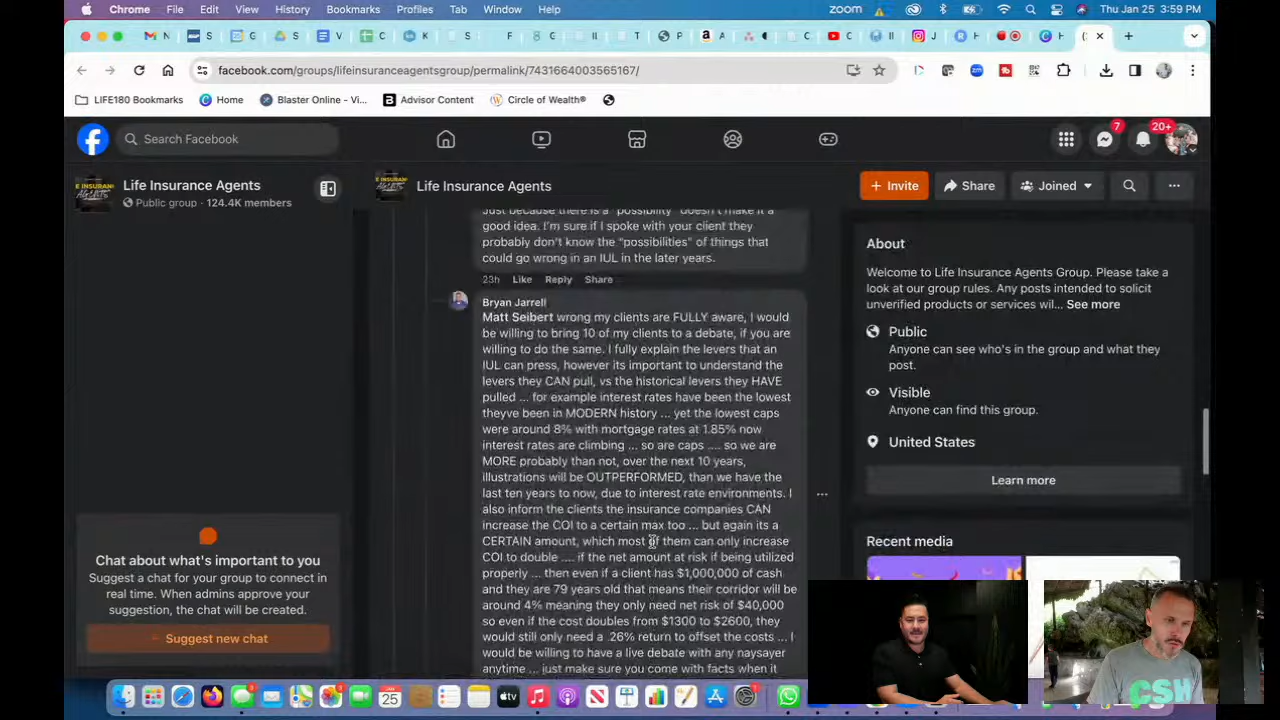 Chrome File Edit View History Bookmarks Profiles Tab Window Help
zoom Thu Jan 25 3:59 PM
facebook.com/groups/lifeinsuranceagentsgroup/permalink/7431664003565167/
LIFE180 Bookmarks Home Blaster Online - Vi... Advisor Content Circle of Wealth®
Search Facebook
7
20+
Life Insurance Agents
Public group · 124.4K members
Life Insurance Agents
+ Invite
Share
Joined
Just because there is a "possibility" doesn't make it a
good idea. I'm sure if I spoke with your client they
probably don't know the "possibilities" of things that
could go wrong in an IUL in the later years.
23h Like Reply Share
Bryan Jarrell
Matt Seibert wrong my clients are FULLY aware, I would
be willing to bring 10 of my clients to a debate, if you are
willing to do the same. I fully explain the levers that an
IUL can press, however its important to understand the
levers they CAN pull, vs the historical levers they HAVE
pulled ... for example interest rates have been the lowest
theyve been in MODERN history ... yet the lowest caps
were around 8% with mortgage rates at 1.85% now
interest rates are climbing ... so are caps .... so we are
MORE probably than not, over the next 10 years,
illustrations will be OUTPERFORMED, than we have the
last ten years to now, due to interest rate environments. I
also inform the clients the insurance companies CAN
increase the COI to a certain max too ... but again its a
CERTAIN amount, which most of them can only increase
COI to double .... if the net amount at risk if being utilized
properly ... then even if a client has $1,000,000 of cash
and they are 79 years old that means their corridor will be
around 4% meaning they only need net risk of $40,000
so even if the cost doubles from $1300 to $2600, they
would still only need a .26% return to offset the costs ... I
would be willing to have a live debate with any naysayer
anytime ... just make sure you come with facts when it
About
Welcome to Life Insurance Agents Group. Please take a
look at our group rules. Any posts intended to solicit
unverified products or services wil... See more
Public
Anyone can see who's in the group and what they
post.
Visible
Anyone can find this group.
United States
Learn more
Recent media
Chat about what's important to you
Suggest a chat for your group to connect in
real time. When admins approve your
suggestion, the chat will be created.
Suggest new chat
CSH